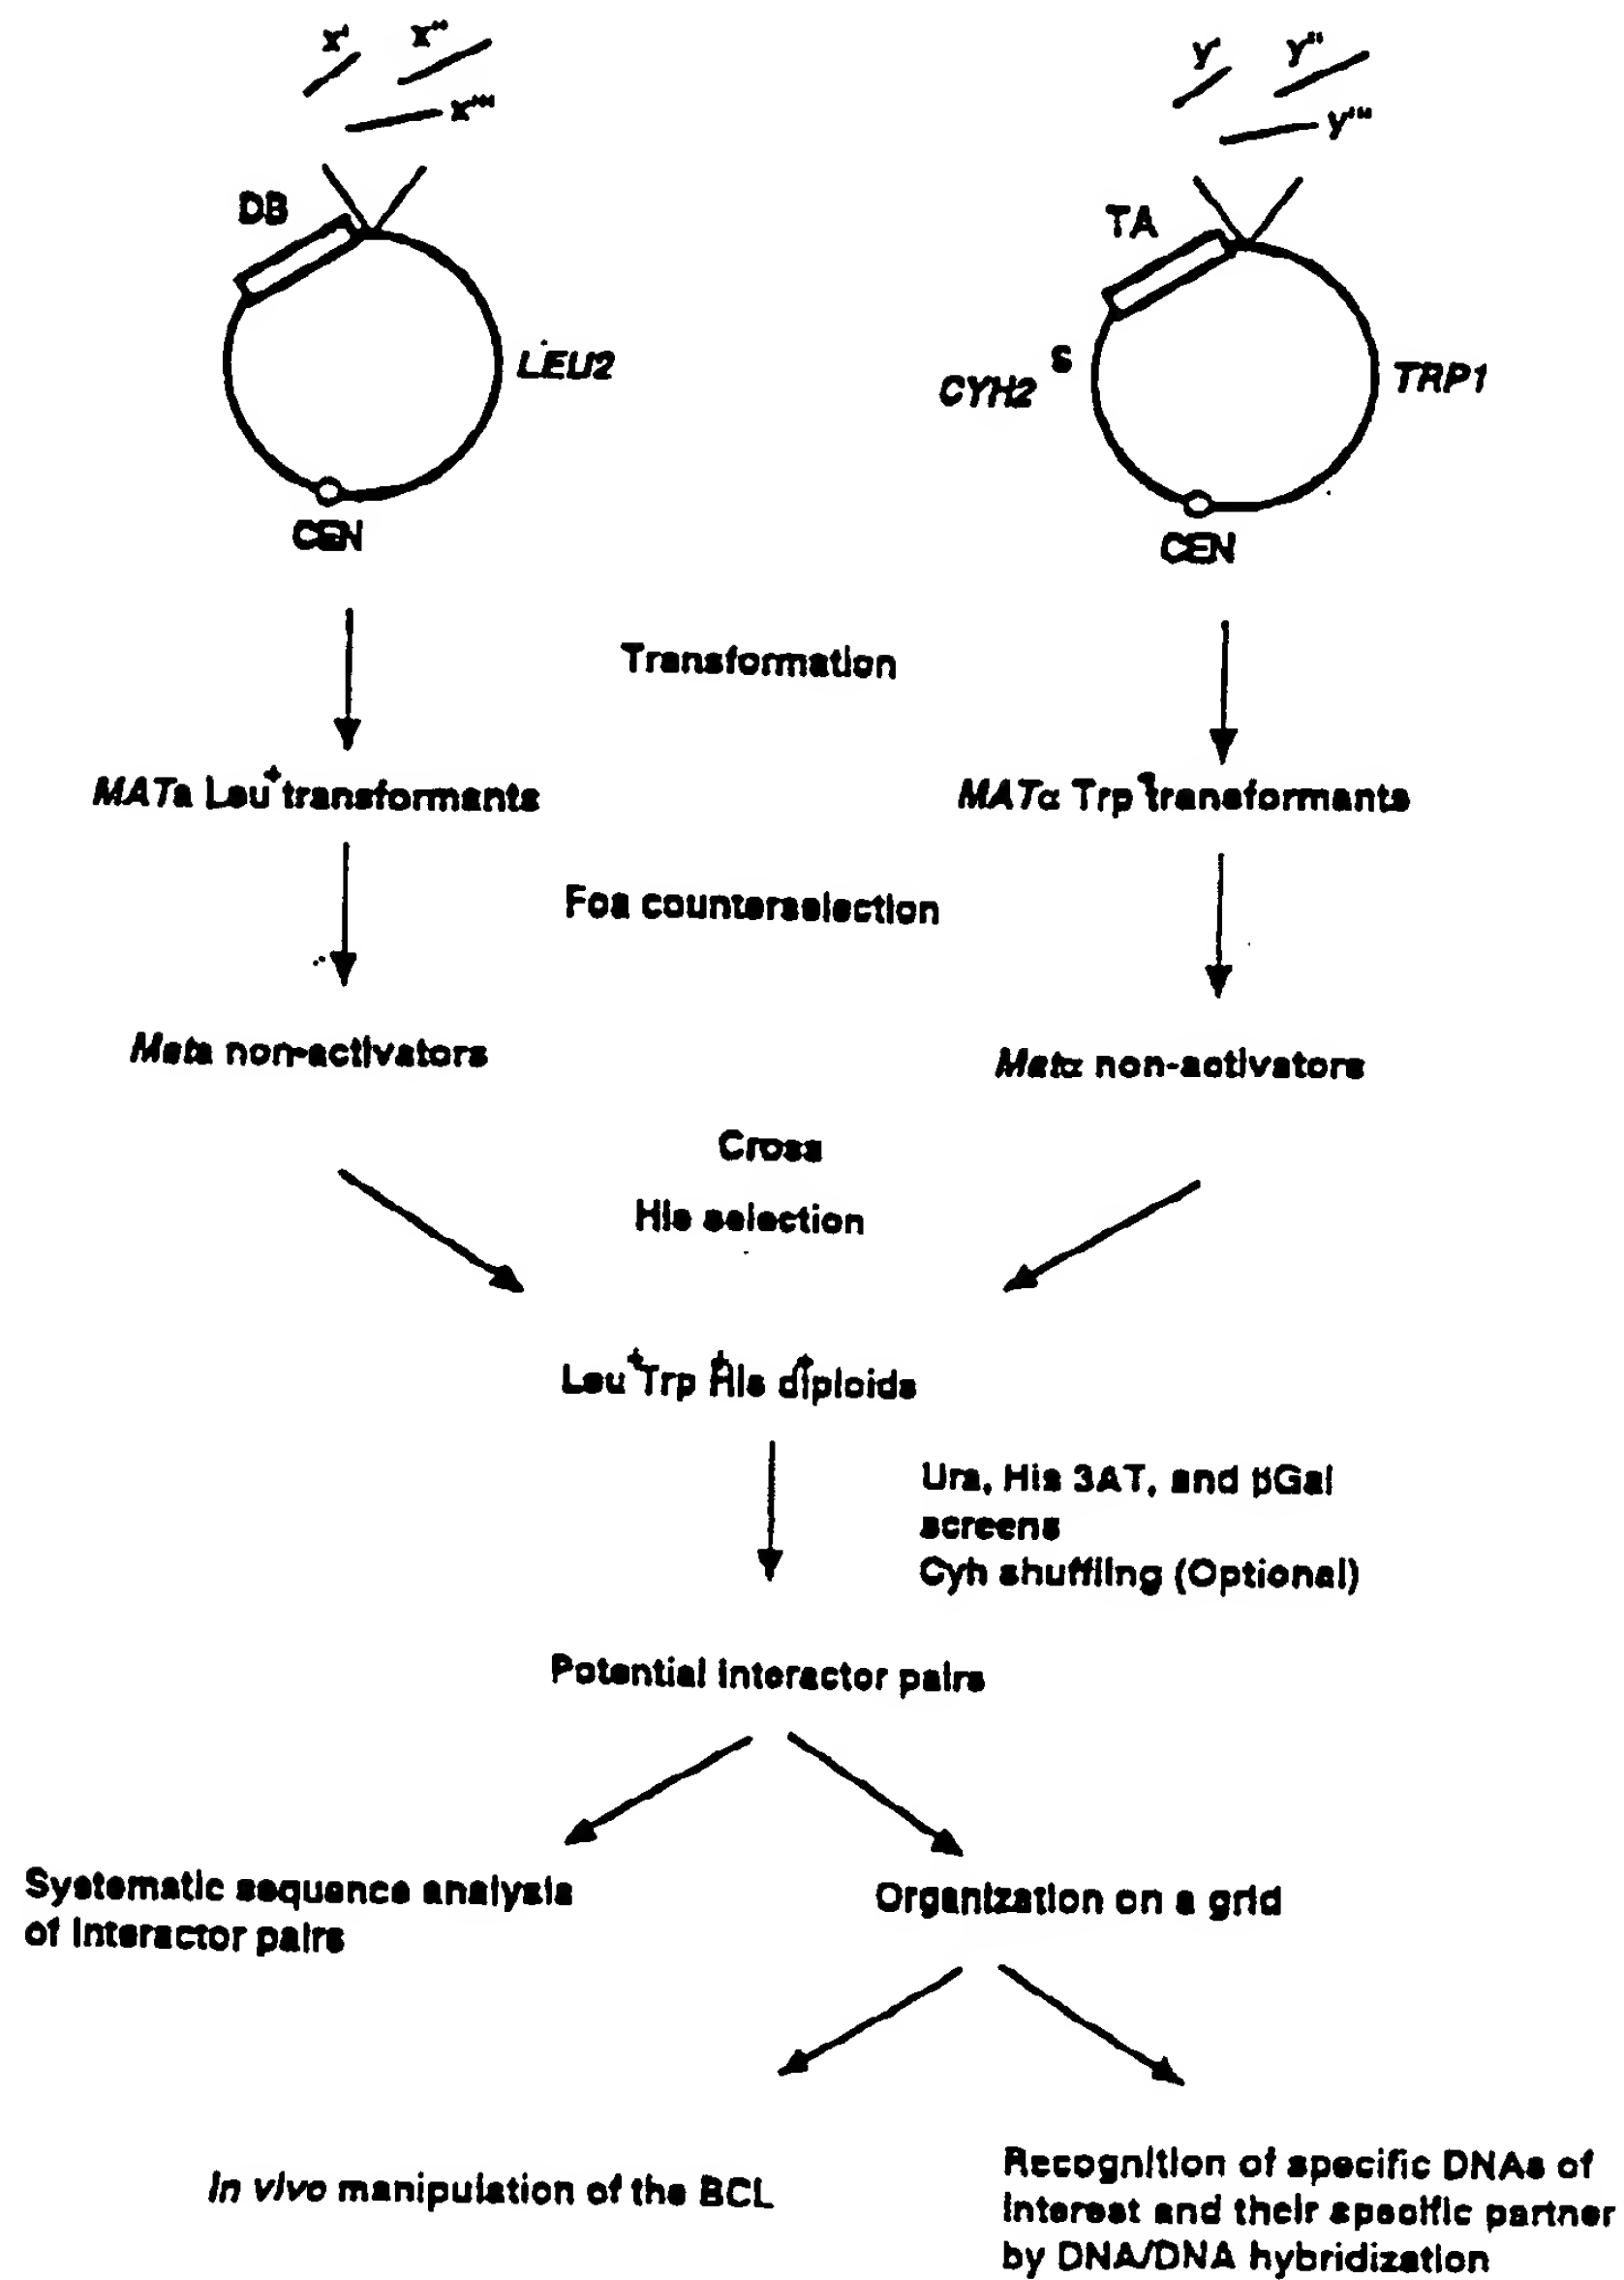 x' x'' x'''
y' y'' y'''
DB
TA
LEU2
CYH2 S
TRP1
CEN
CEN
Transformation
MATa Leu+ transformants
MATα Trp+ transformants
Foa counterselection
Mata non-activators
Matα non-activators
Cross
His selection
Leu+ Trp+ His+ diploids
Ura, His 3AT, and βGal
screens
Cyh shuffling (Optional)
Potential interactor pairs
Systematic sequence analysis
of interactor pairs
Organization on a grid
In vivo manipulation of the BCL
Recognition of specific DNAs of
interest and their specific partner
by DNA/DNA hybridization